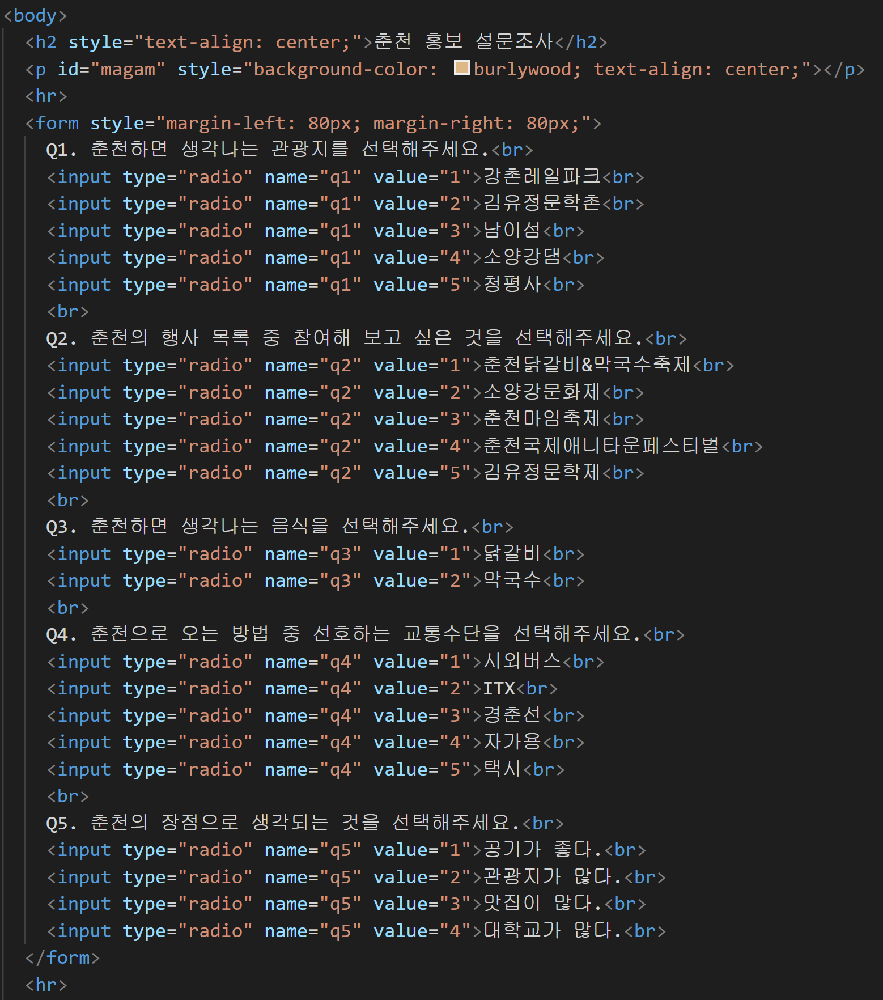 <body>
<h2 style="text-align: center;">춘천 홍보 설문조사</h2>
<p id="magam" style="background-color: burlywood; text-align: center;"></p>
<hr>
<form style="margin-left: 80px; margin-right: 80px;">
Q1. 춘천하면 생각나는 관광지를 선택해주세요.<br>
<input type="radio" name="q1" value="1">강촌레일파크<br>
<input type="radio" name="q1" value="2">김유정문학촌<br>
<input type="radio" name="q1" value="3">남이섬<br>
<input type="radio" name="q1" value="4">소양강댐<br>
<input type="radio" name="q1" value="5">청평사<br>
<br>
Q2. 춘천의 행사 목록 중 참여해 보고 싶은 것을 선택해주세요.<br>
<input type="radio" name="q2" value="1">춘천닭갈비&막국수축제<br>
<input type="radio" name="q2" value="2">소양강문화제<br>
<input type="radio" name="q2" value="3">춘천마임축제<br>
<input type="radio" name="q2" value="4">춘천국제애니타운페스티벌<br>
<input type="radio" name="q2" value="5">김유정문학제<br>
<br>
Q3. 춘천하면 생각나는 음식을 선택해주세요.<br>
<input type="radio" name="q3" value="1">닭갈비<br>
<input type="radio" name="q3" value="2">막국수<br>
<br>
Q4. 춘천으로 오는 방법 중 선호하는 교통수단을 선택해주세요.<br>
<input type="radio" name="q4" value="1">시외버스<br>
<input type="radio" name="q4" value="2">ITX<br>
<input type="radio" name="q4" value="3">경춘선<br>
<input type="radio" name="q4" value="4">자가용<br>
<input type="radio" name="q4" value="5">택시<br>
<br>
Q5. 춘천의 장점으로 생각되는 것을 선택해주세요.<br>
<input type="radio" name="q5" value="1">공기가 좋다.<br>
<input type="radio" name="q5" value="2">관광지가 많다.<br>
<input type="radio" name="q5" value="3">맛집이 많다.<br>
<input type="radio" name="q5" value="4">대학교가 많다.<br>
</form>
<hr>